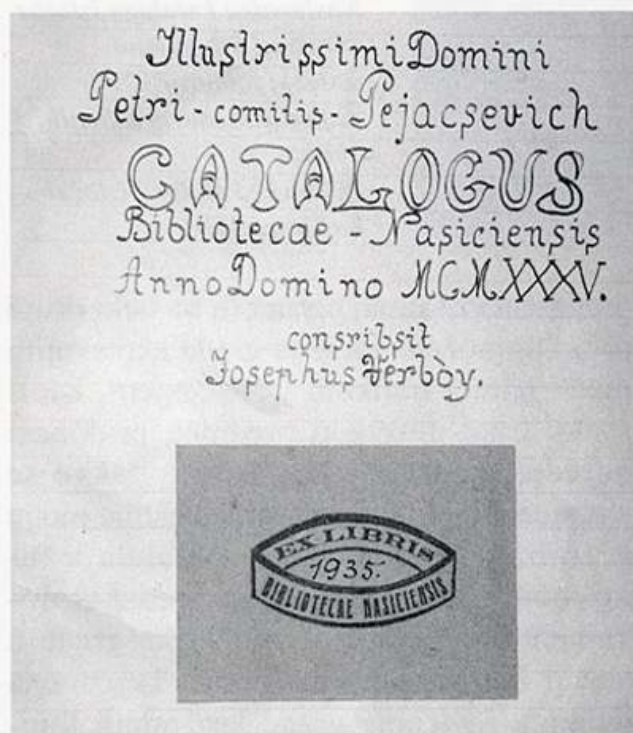 Illustrissimi Domini
Petri - comitis - Pejacsevich
CATALOGUS
Bibliotecae - Nasiciensis
Anno Domino MCMXXXV.
consribsit
Josephus Verbòy.
EX LIBRIS
1935.
BIBLIOTECAE NASICIENSIS